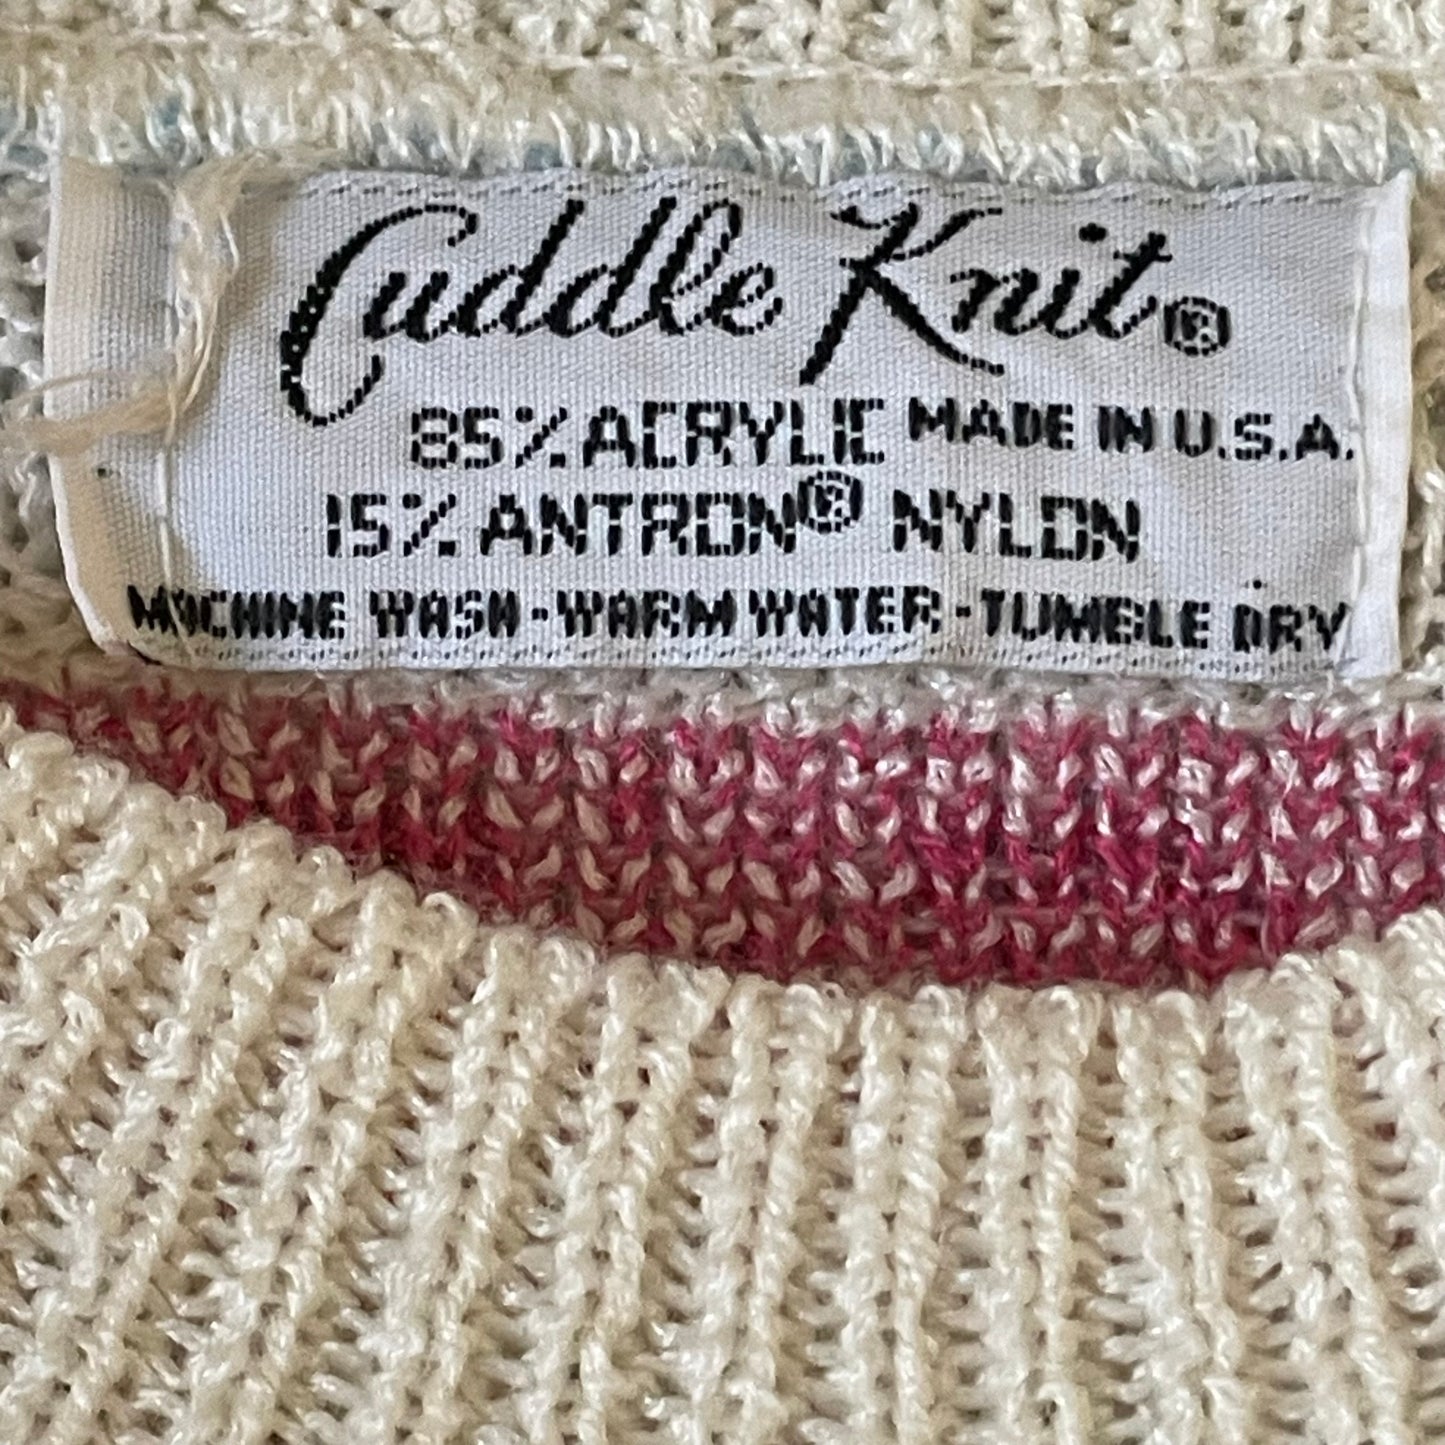 Cuddle Knit®
85% ACRYLIC MADE IN U.S.A.
15% ANTRON® NYLON
MACHINE WASH - WARM WATER - TUMBLE DRY